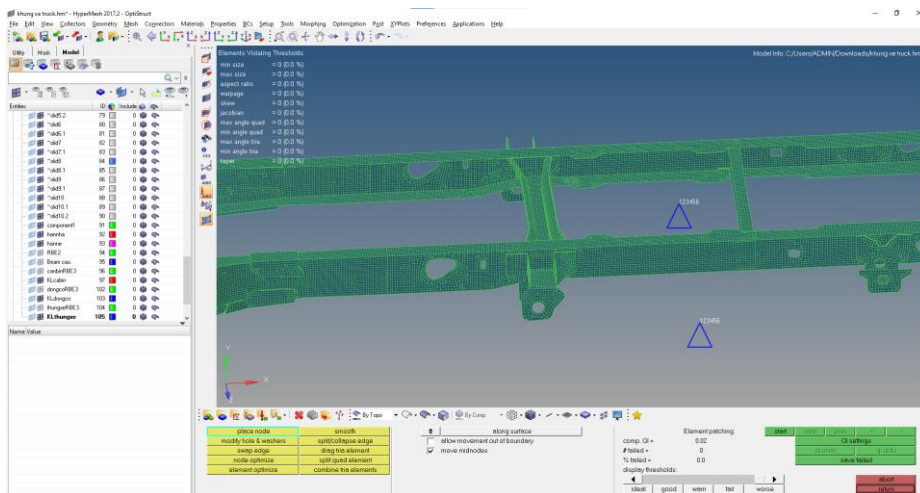 khung xe truck.hm* - HyperMesh 2017.2 - OptiStruct
File Edit View Collectors Geometry Mesh Connectors Materials Properties BCs Setup Tools Morphing Optimization Post XYPlots Preferences Applications Help
Utility Mask Model
Entities ID Include
^okd5.2 79 0
^okd6 80 0
^okd6.1 81 0
^okd7 82 0
^okd7.1 83 0
^okd8 84 0
^okd8.1 85 0
^okd9 86 0
^okd9.1 87 0
^okd10 88 0
^okd10.1 89 0
^okd10.2 90 0
component1 91 0
hannha 92 0
hanne 93 0
RBE2 94 0
Beam cau 95 0
canbinRBE3 96 0
KLcabin 97 0
dongcoRBE3 102 0
KLdongco 103 0
thungxeRBE3 104 0
KLthungxe 105 0
Name Value
Elements Violating Thresholds:
min size = 0 (0.0 %)
max size = 0 (0.0 %)
aspect ratio = 0 (0.0 %)
warpage = 0 (0.0 %)
skew = 0 (0.0 %)
jacobian = 0 (0.0 %)
max angle quad = 0 (0.0 %)
min angle quad = 0 (0.0 %)
max angle tria = 0 (0.0 %)
min angle tria = 0 (0.0 %)
taper = 0 (0.0 %)
Model Info: C:/Users/ADMIN/Downloads/khung xe truck.hm*
123456
123456
Y
X
Z
By Topo
By Comp
place node
smooth
modify hole & washers
split/collapse edge
swap edge
drag tria element
node optimize
split quad element
element optimize
combine tria elements
along surface
allow movement out of boundary
move midnodes
Element patching:
comp. QI = 0.02
# failed = 0
% failed = 0.0
display thresholds:
ideal good warn fail worse
start next prev + -
QI settings
qi undo
save failed
abort
return